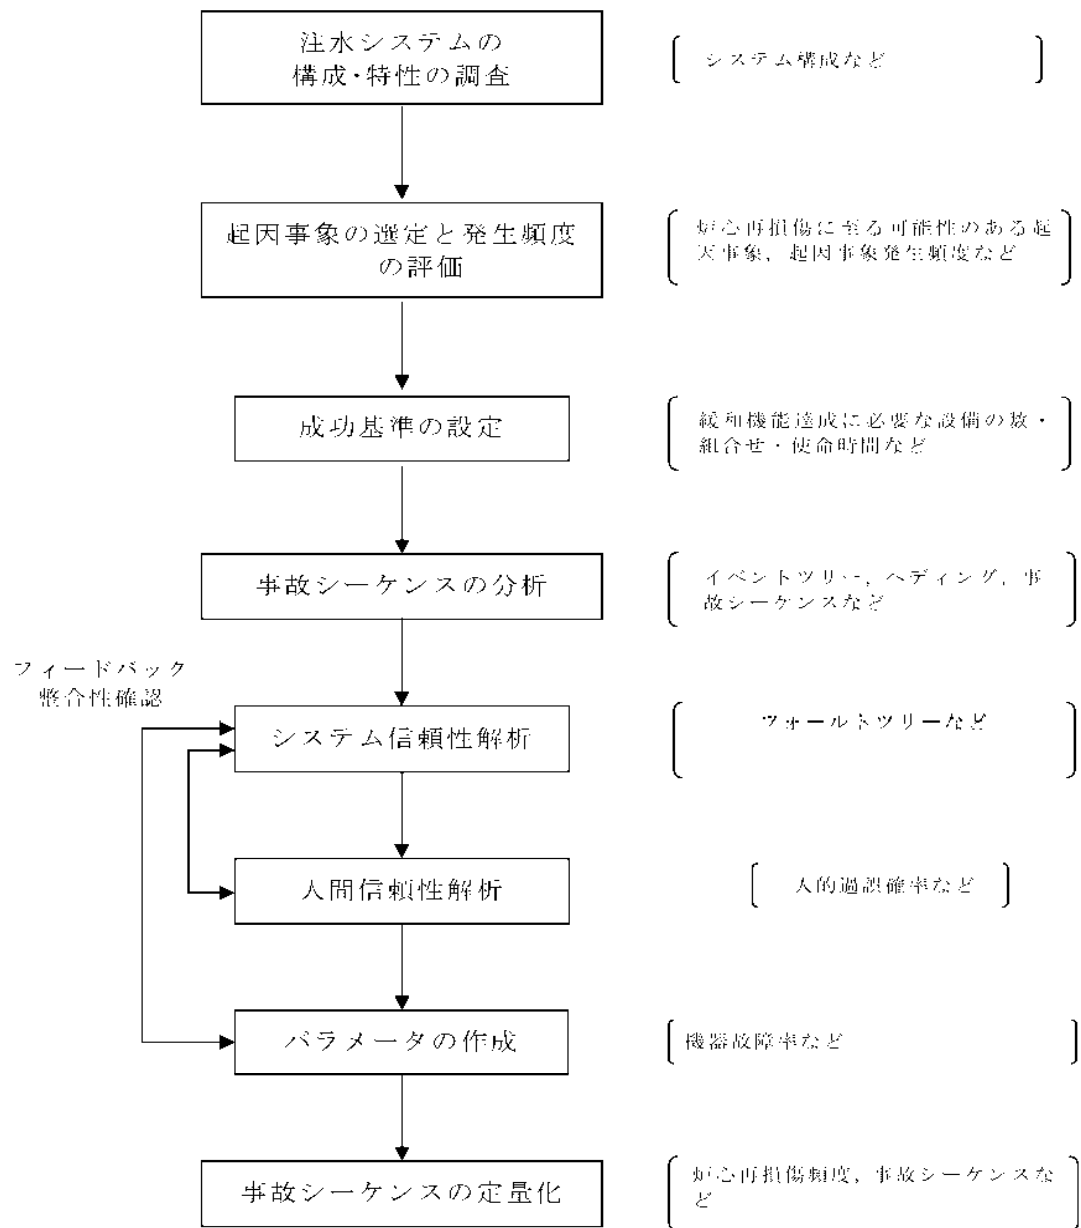 注水システムの
構成・特性の調査
システム構成など
起因事象の選定と発生頻度
の評価
炉心再損傷に至る可能性のある起
因事象，起因事象発生頻度など
成功基準の設定
緩和機能達成に必要な設備の数・
組合せ・使命時間など
事故シーケンスの分析
イベントツリー，ヘディング，事
故シーケンスなど
フィードバック
整合性確認
システム信頼性解析
フォールトツリーなど
人間信頼性解析
人的過誤確率など
パラメータの作成
機器故障率など
事故シーケンスの定量化
炉心再損傷頻度，事故シーケンスな
ど